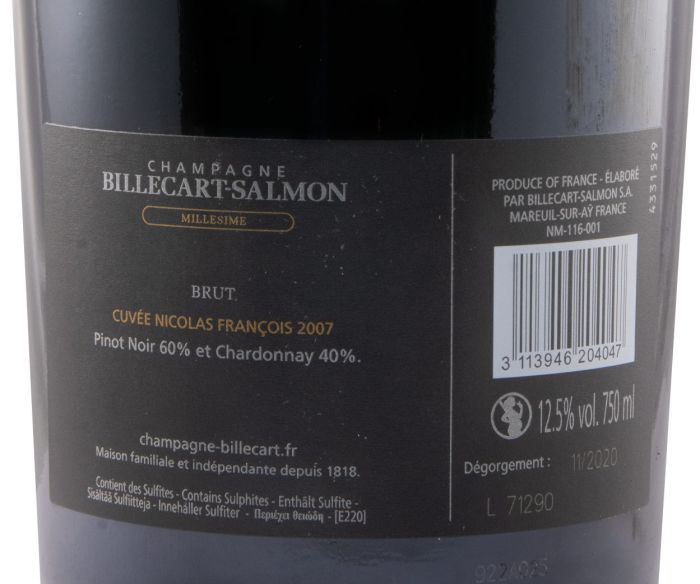 CHAMPAGNE
BILLECART-SALMON
MILLESIME
BRUT
CUVÉE NICOLAS FRANÇOIS 2007
Pinot Noir 60% et Chardonnay 40%.
champagne-billecart.fr
Maison familiale et indépendante depuis 1818.
Contient des Sulfites - Contains Sulphites - Enthält Sulfite -
Sisältää Sulfiitteja - Innehåller Sulfiter - Περιέχει θειώδη - [E220]
PRODUCE OF FRANCE - ÉLABORÉ
PAR BILLECART-SALMON S.A.
MAREUIL-SUR-AŸ FRANCE
NM-116-001
4331529
3 113946 204047
12.5% vol. 750 ml
Dégorgement : 11/2020
L 71290